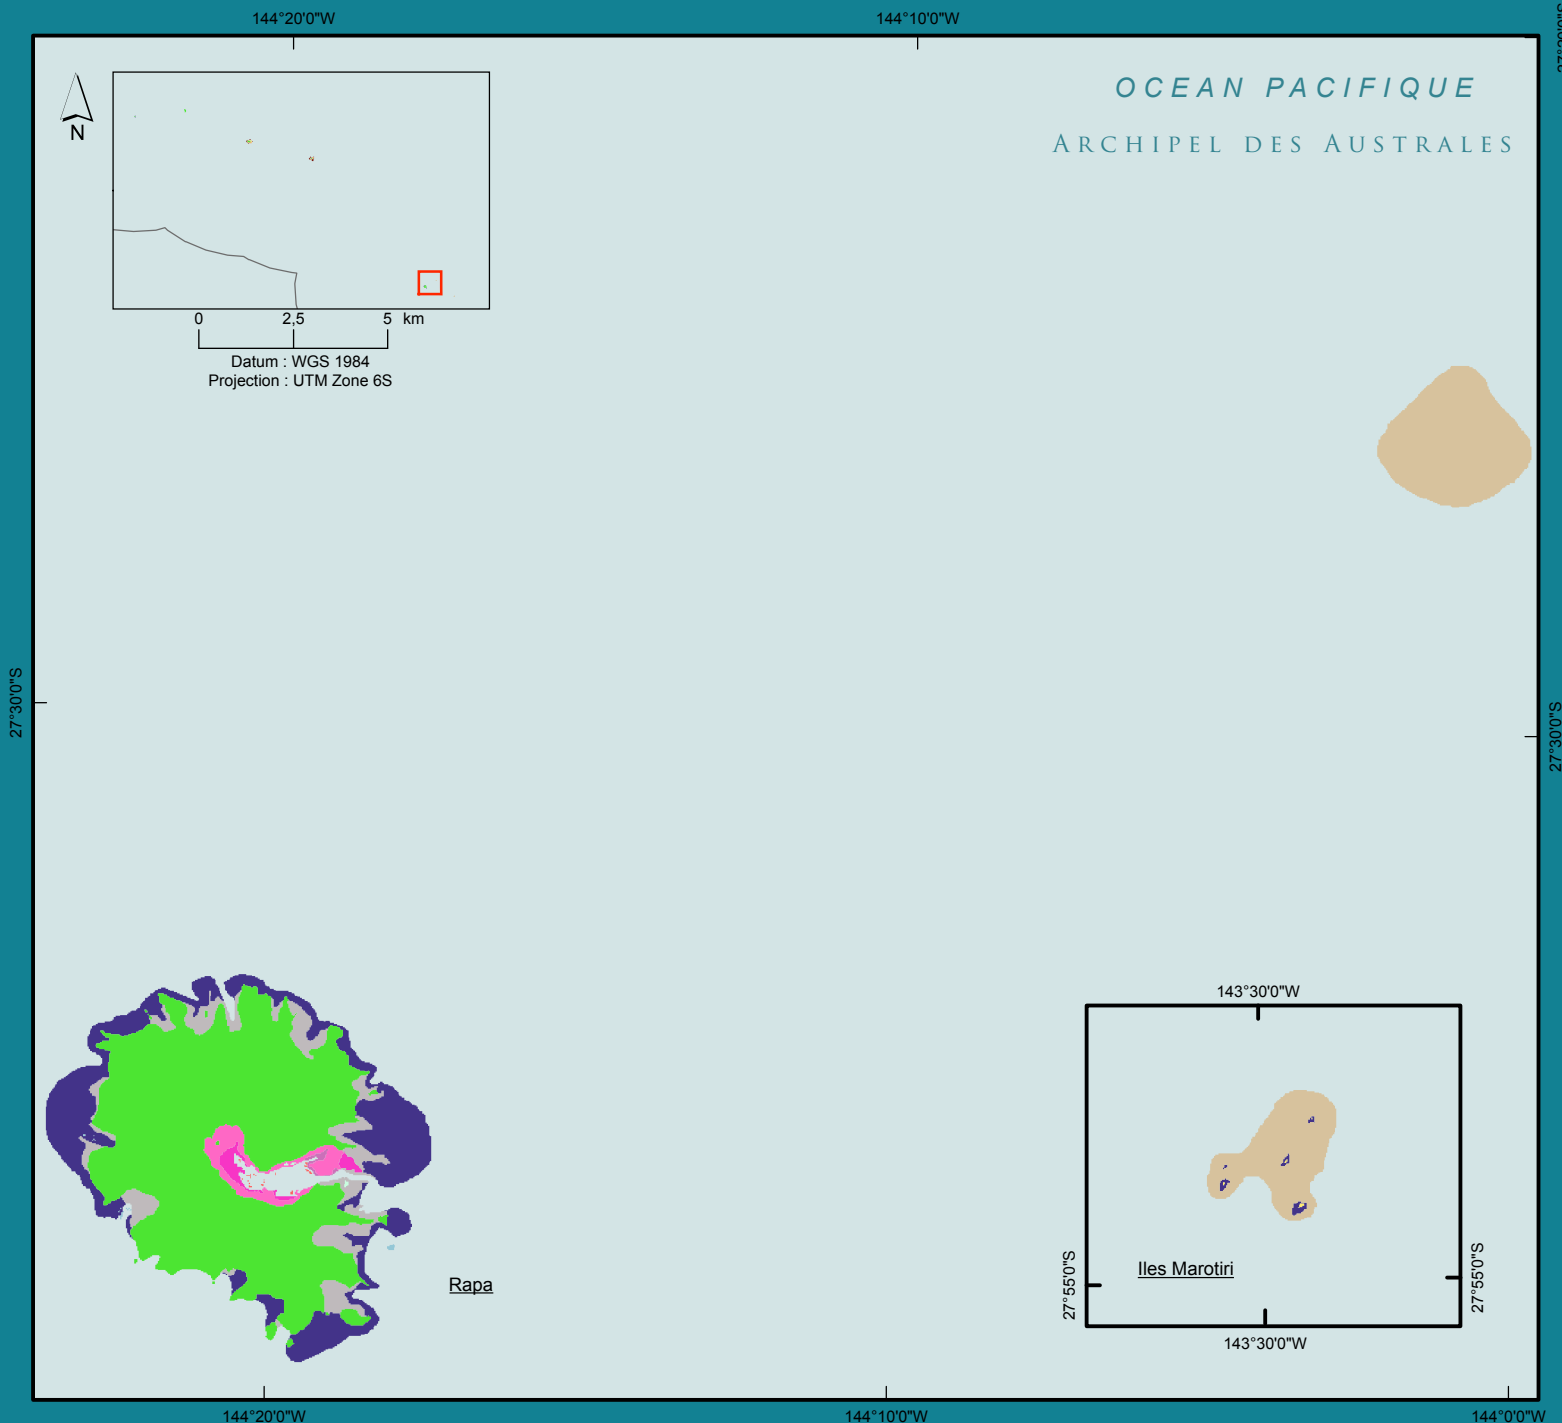 144°20'0"W
144°10'0"W
OCEAN PACIFIQUE
ARCHIPEL DES AUSTRALES
N
0 2,5 5 km
Datum : WGS 1984
Projection : UTM Zone 6S
27°30'0"S
27°30'0"S
143°30'0"W
27°55'0"S
Iles Marotiri
27°55'0"S
143°30'0"W
Rapa
144°20'0"W
144°10'0"W
144°0'0"W